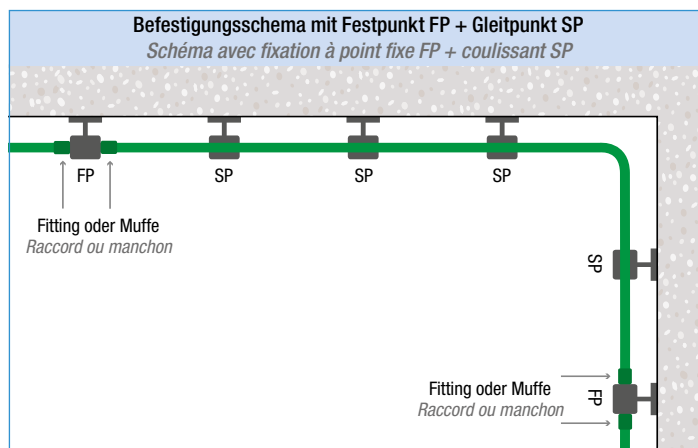 Befestigungsschema mit Festpunkt FP + Gleitpunkt SP
Schéma avec fixation à point fixe FP + coulissant SP
FP
SP
SP
SP
Fitting oder Muffe
Raccord ou manchon
SP
Fitting oder Muffe
Raccord ou manchon
FP